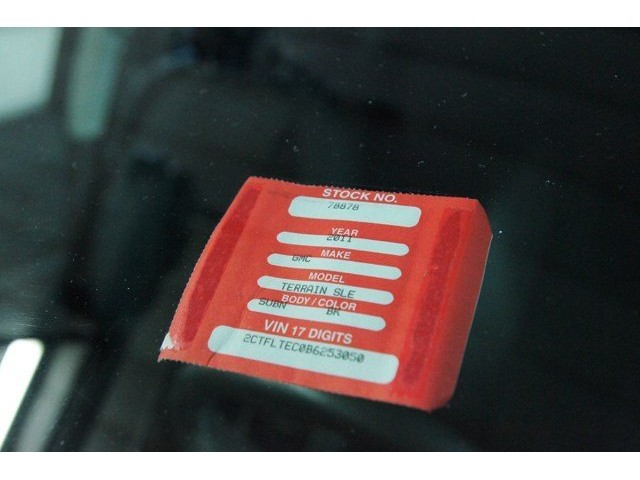 STOCK NO.
78878
YEAR
2011
MAKE
GMC
MODEL
TERRAIN SLE
BODY / COLOR
SUBN BK
VIN 17 DIGITS
2CTFLTEC0B6253050